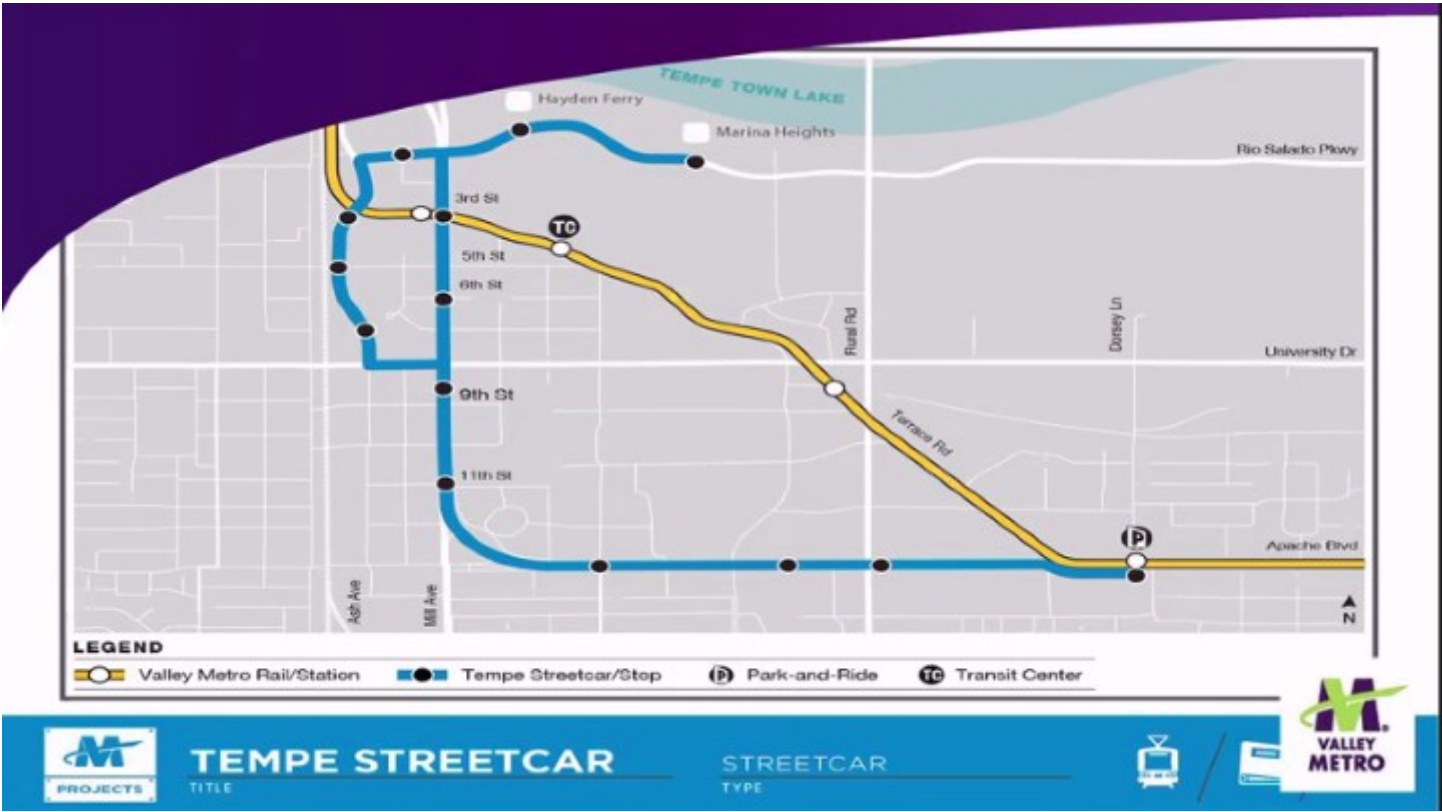 TEMPE TOWN LAKE
Hayden Ferry
Marina Heights
Rio Salado Pkwy
3rd St
TC
5th St
6th St
Rural Rd
Dorsey Ln
University Dr
9th St
Terrace Rd
11th St
P
Apache Blvd
Ash Ave
Mill Ave
N
LEGEND
Valley Metro Rail/Station
Tempe Streetcar/Stop
P Park-and-Ride
TC Transit Center
M
PROJECTS
TEMPE STREETCAR
TITLE
STREETCAR
TYPE
M
VALLEY
METRO